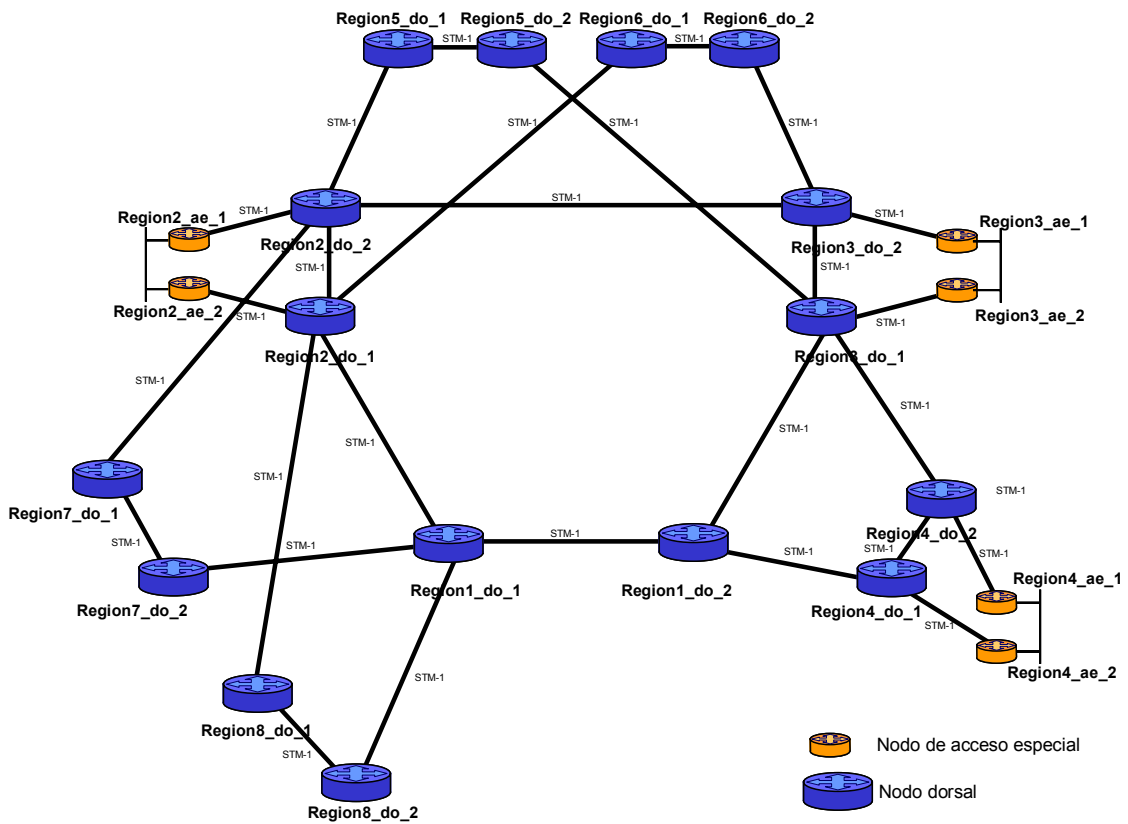 Region5_do_1
Region5_do_2
Region6_do_1
Region6_do_2
STM-1
STM-1
STM-1
STM-1
STM-1
STM-1
Region2_ae_1
STM-1
STM-1
STM-1
Region3_ae_1
Region2_do_2
Region3_do_2
STM-1
STM-1
Region2_ae_2
STM-1
STM-1
Region3_ae_2
Region2_do_1
Region3_do_1
STM-1
STM-1
STM-1
STM-1
STM-1
STM-1
Region7_do_1
Region4_do_2
STM-1
STM-1
STM-1
STM-1
STM-1
STM-1
Region4_ae_1
Region7_do_2
Region1_do_1
Region1_do_2
Region4_do_1
STM-1
Region4_ae_2
STM-1
Region8_do_1
STM-1
Nodo de acceso especial
Nodo dorsal
Region8_do_2